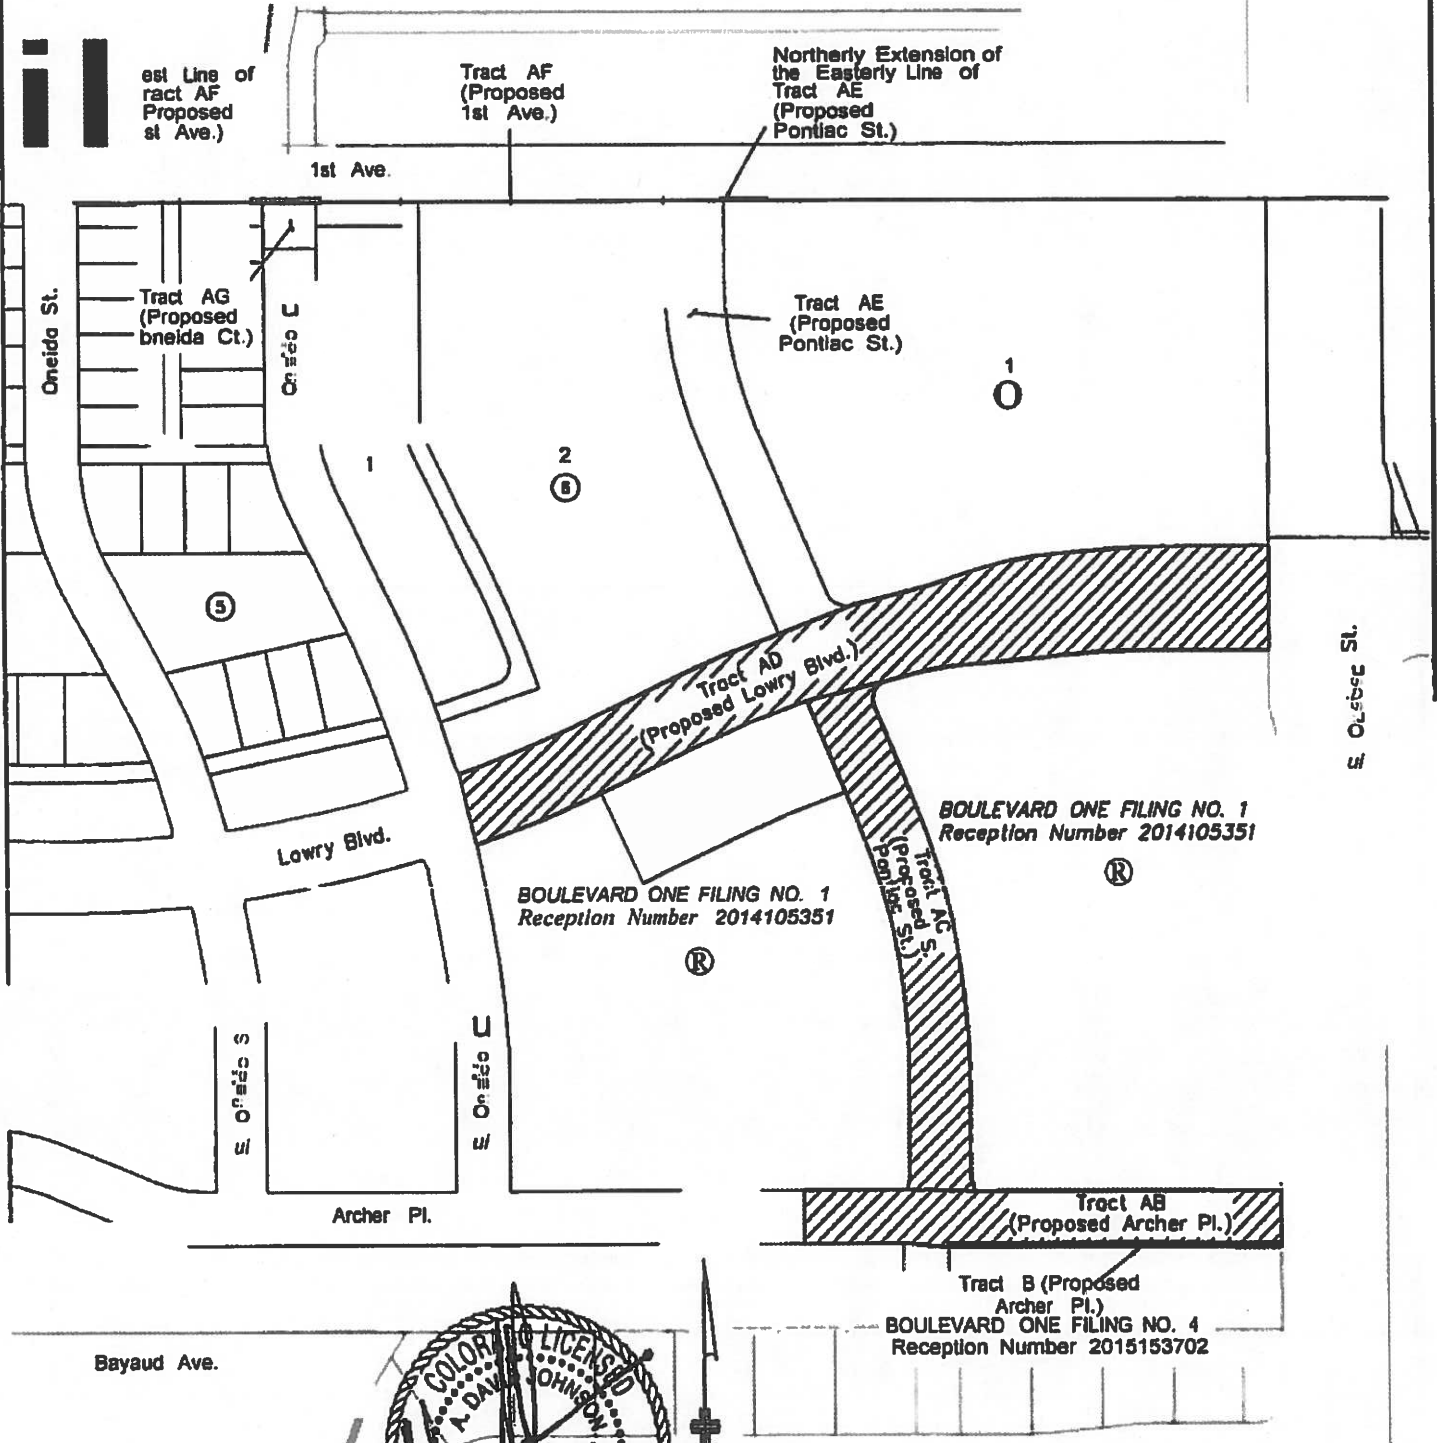 est Line of
ract AF
Proposed
st Ave.)
Tract AF
(Proposed
1st Ave.)
Northerly Extension of
the Easterly Line of
Tract AE
(Proposed
Pontiac St.)
1st Ave.
Oneida St.
Tract AG
(Proposed
bneida Ct.)
Tract AE
(Proposed
Pontiac St.)
1
O
1
2
6
5
Tract AD
(Proposed Lowry Blvd.)
St.
Lowry Blvd.
BOULEVARD ONE FILING NO. 1
Reception Number 2014105351
®
BOULEVARD ONE FILING NO. 1
Reception Number 2014105351
®
Tract AC
(Proposed S.
Pontiac St.)
Archer Pl.
Tract AB
(Proposed Archer Pl.)
Tract B (Proposed
Archer Pl.)
BOULEVARD ONE FILING NO. 4
Reception Number 2015153702
Bayaud Ave.
COLORADO LICENSED
A. DAVID JOHNSON